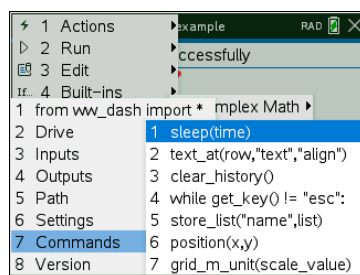 1 Actions
example RAD
2 Run
ccessfully
3 Edit
If... 4 Built-ins
1 from ww_dash import * mplex Math
2 Drive
3 Inputs
4 Outputs
5 Path
6 Settings
7 Commands
8 Version
1 sleep(time)
2 text_at(row,"text","align")
3 clear_history()
4 while get_key() != "esc":
5 store_list("name",list)
6 position(x,y)
7 grid_m_unit(scale_value)